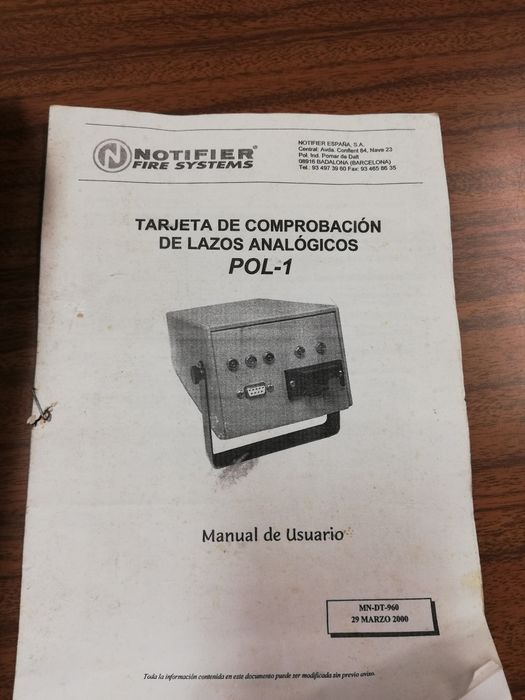 NOTIFIER®
FIRE SYSTEMS
NOTIFIER ESPAÑA, S.A.
Central: Avda. Conflent 84, Nave 23
Pol. Ind. Pomar de Dalt
08916 BADALONA (BARCELONA)
Tel.: 93 497 39 60 Fax: 93 465 86 35
TARJETA DE COMPROBACIÓN
DE LAZOS ANALÓGICOS
POL-1
Manual de Usuario
MN-DT-960
29 MARZO 2000
Toda la información contenida en este documento puede ser modificada sin previo aviso.